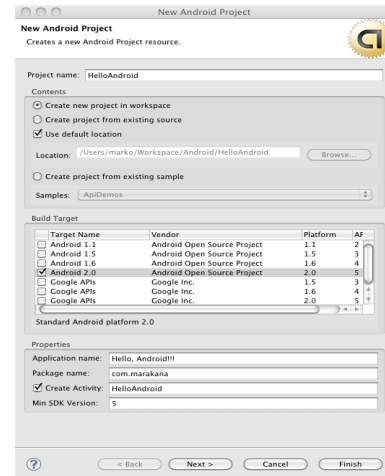 New Android Project
New Android Project
Creates a new Android Project resource.
Project name: HelloAndroid
Contents
Create new project in workspace
Create project from existing source
Use default location
Location: /Users/marko/Workspace/Android/HelloAndroid Browse...
Create project from existing sample
Samples: ApiDemos
Build Target
Target Name Vendor Platform AP
Android 1.1 Android Open Source Project 1.1 2
Android 1.5 Android Open Source Project 1.5 3
Android 1.6 Android Open Source Project 1.6 4
Android 2.0 Android Open Source Project 2.0 5
Google APIs Google Inc. 1.5 3
Google APIs Google Inc. 1.6 4
Google APIs Google Inc. 2.0 5
Standard Android platform 2.0
Properties
Application name: Hello, Android!!!
Package name: com.marakana
Create Activity: HelloAndroid
Min SDK Version: 5
? < Back Next > Cancel Finish